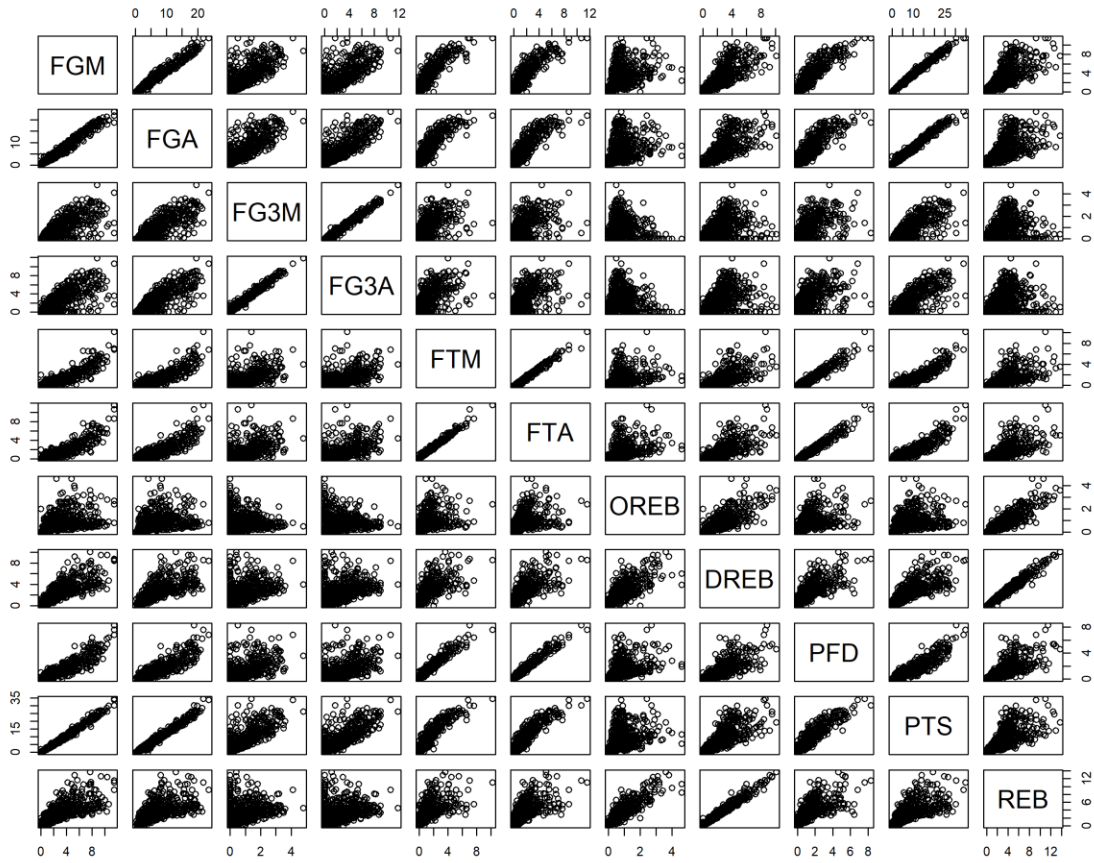 0 10 20 0 4 8 12 0 4 8 12 0 4 8 0 10 25
FGM 0 4 8
0 10 FGA
FG3M 0 2 4
0 4 8 FG3A
FTM 0 4 8
0 4 8 FTA
OREB 0 2 4
0 4 8 DREB
PFD 0 4 8
0 15 35 PTS
REB 0 6 12
0 4 8 0 2 4 0 4 8 0 2 4 0 2 4 6 8 0 4 8 12